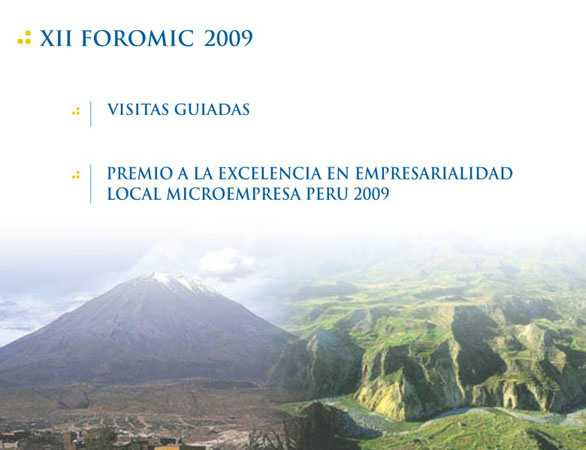 XII FOROMIC 2009
VISITAS GUIADAS
PREMIO A LA EXCELENCIA EN EMPRESARIALIDAD
LOCAL MICROEMPRESA PERU 2009